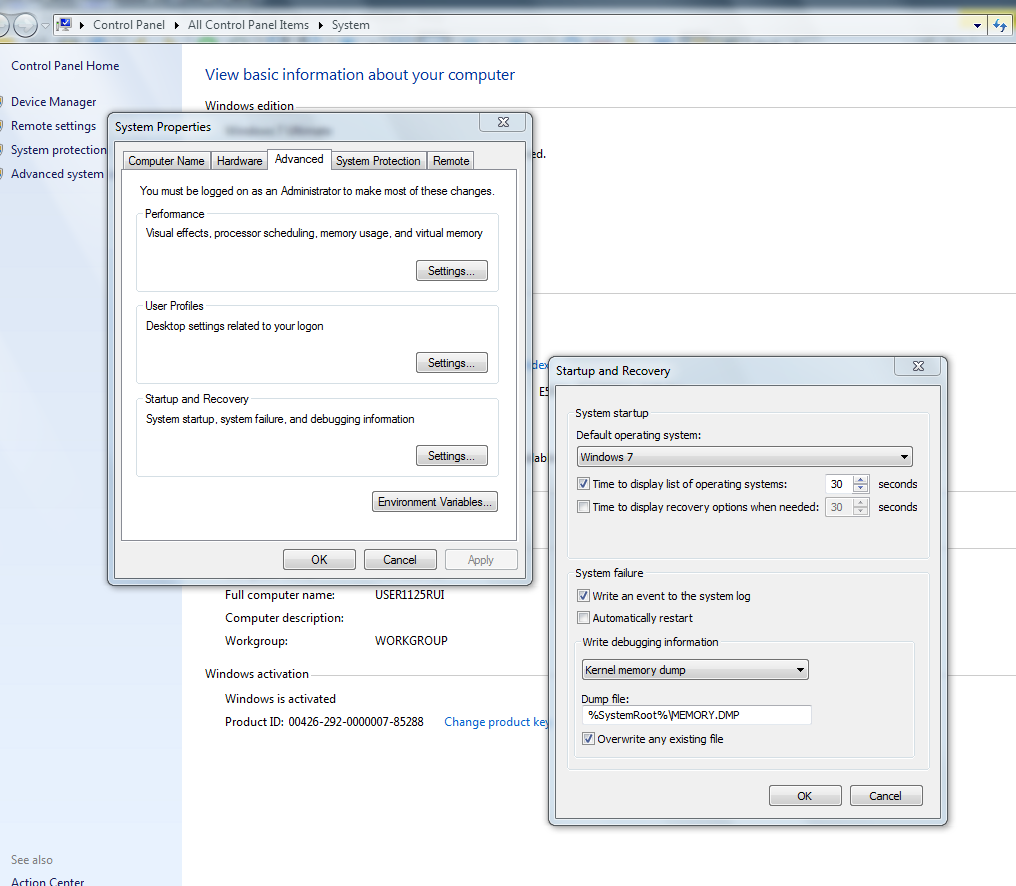 Control Panel ▸ All Control Panel Items ▸ System
Control Panel Home
Device Manager
Remote settings
System protection
Advanced system
See also
Action Center
View basic information about your computer
Windows edition
ed.
System Properties
Computer Name Hardware Advanced System Protection Remote
You must be logged on as an Administrator to make most of these changes.
Performance
Visual effects, processor scheduling, memory usage, and virtual memory
Settings...
User Profiles
Desktop settings related to your logon
Settings...
Startup and Recovery
System startup, system failure, and debugging information
Settings...
Environment Variables...
OK Cancel Apply
Full computer name: USER1125RUI
Computer description:
Workgroup: WORKGROUP
Windows activation
Windows is activated
Product ID: 00426-292-0000007-85288 Change product key
Startup and Recovery
System startup
Default operating system:
Windows 7
Time to display list of operating systems: 30 seconds
Time to display recovery options when needed: 30 seconds
System failure
Write an event to the system log
Automatically restart
Write debugging information
Kernel memory dump
Dump file:
%SystemRoot%\MEMORY.DMP
Overwrite any existing file
OK Cancel